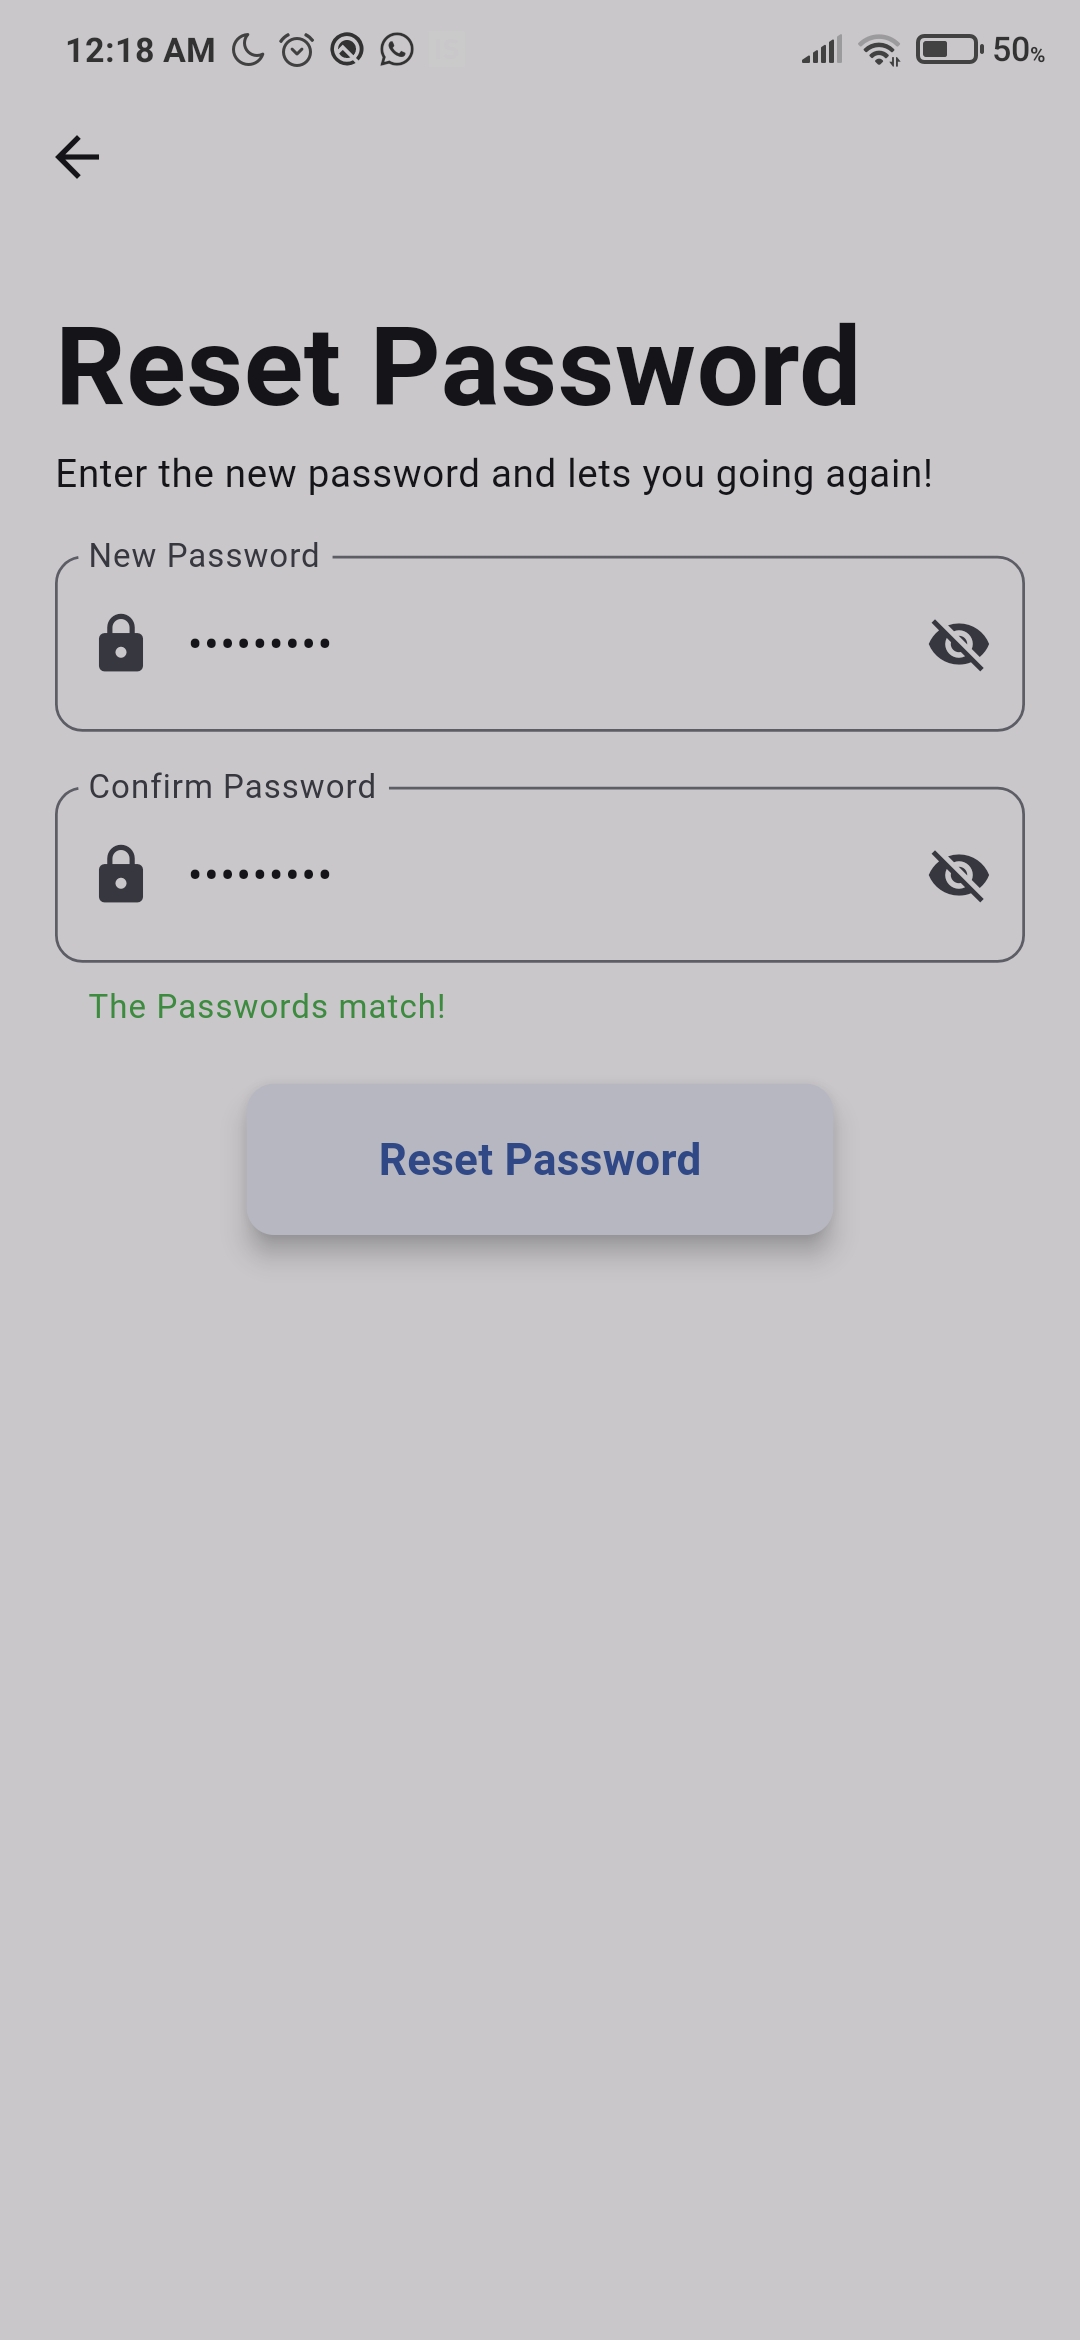 12:18 AM 50%
Reset Password
Enter the new password and lets you going again!
New Password
•••••••••
Confirm Password
•••••••••
The Passwords match!
Reset Password